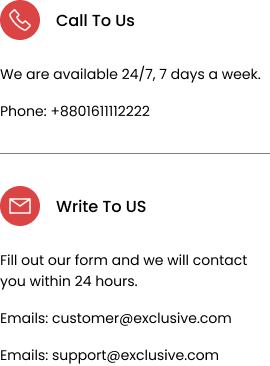 Call To Us
We are available 24/7, 7 days a week.
Phone: +8801611112222
Write To US
Fill out our form and we will contact
you within 24 hours.
Emails: customer@exclusive.com
Emails: support@exclusive.com